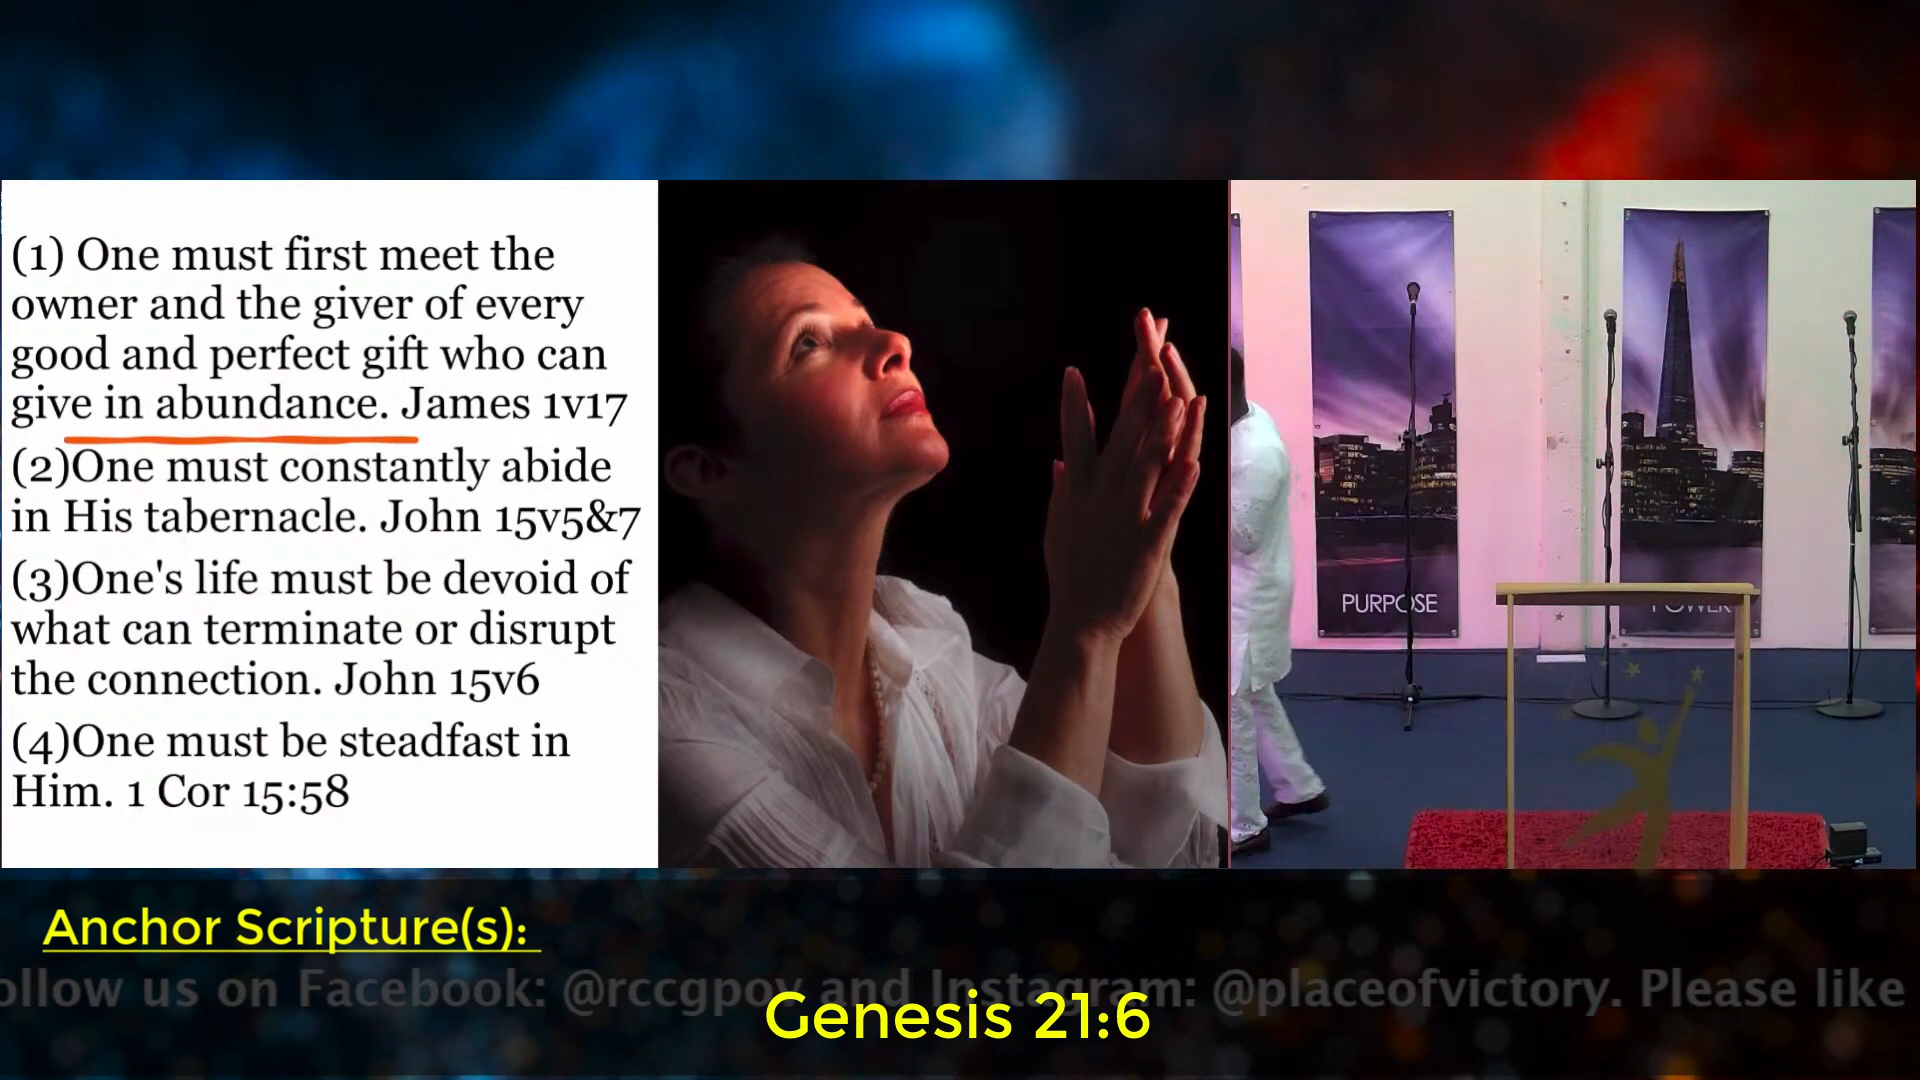 (1) One must first meet the
owner and the giver of every
good and perfect gift who can
give in abundance. James 1v17
(2)One must constantly abide
in His tabernacle. John 15v5&7
(3)One's life must be devoid of
what can terminate or disrupt
the connection. John 15v6
(4)One must be steadfast in
Him. 1 Cor 15:58
PURPOSE
POWER
Anchor Scripture(s):
ollow us on Facebook: @rccgpov and Instagram: @placeofvictory. Please like
Genesis 21:6